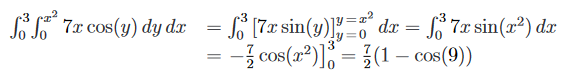 ∫₀³ ∫₀^{x²} 7x cos(y) dy dx = ∫₀³ [7x sin(y)]_{y=0}^{y=x²} dx = ∫₀³ 7x sin(x²) dx
= −7/2 cos(x²)]₀³ = 7/2 (1 − cos(9))